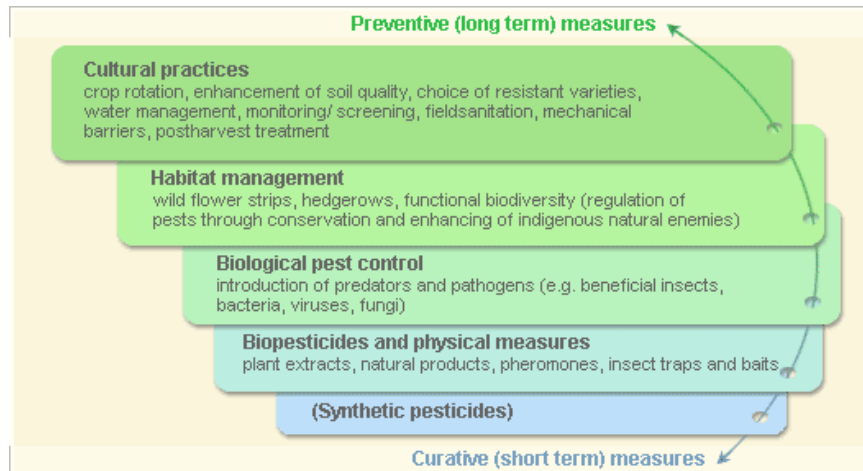 Preventive (long term) measures
Cultural practices
crop rotation, enhancement of soil quality, choice of resistant varieties,
water management, monitoring/ screening, fieldsanitation, mechanical
barriers, postharvest treatment
Habitat management
wild flower strips, hedgerows, functional biodiversity (regulation of
pests through conservation and enhancing of indigenous natural enemies)
Biological pest control
introduction of predators and pathogens (e.g. beneficial insects,
bacteria, viruses, fungi)
Biopesticides and physical measures
plant extracts, natural products, pheromones, insect traps and baits
(Synthetic pesticides)
Curative (short term) measures